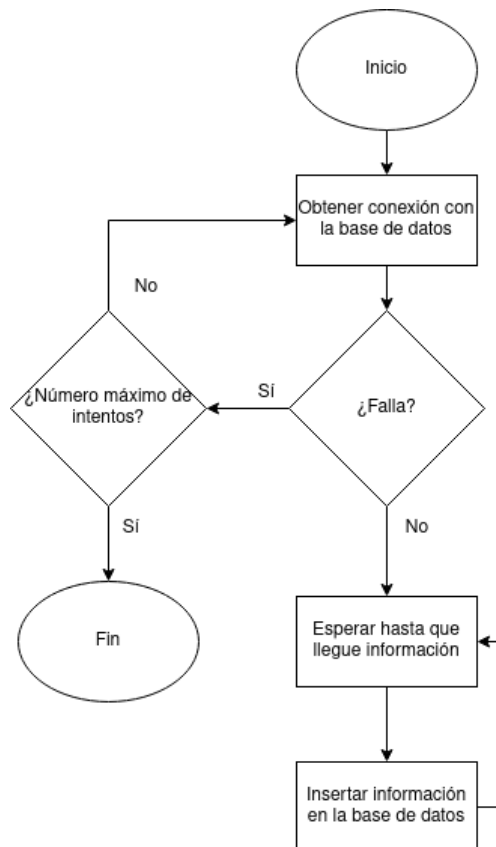 Inicio
Obtener conexión con
la base de datos
No
¿Número máximo de
intentos?
Sí
¿Falla?
Sí
No
Fin
Esperar hasta que
llegue información
Insertar información
en la base de datos